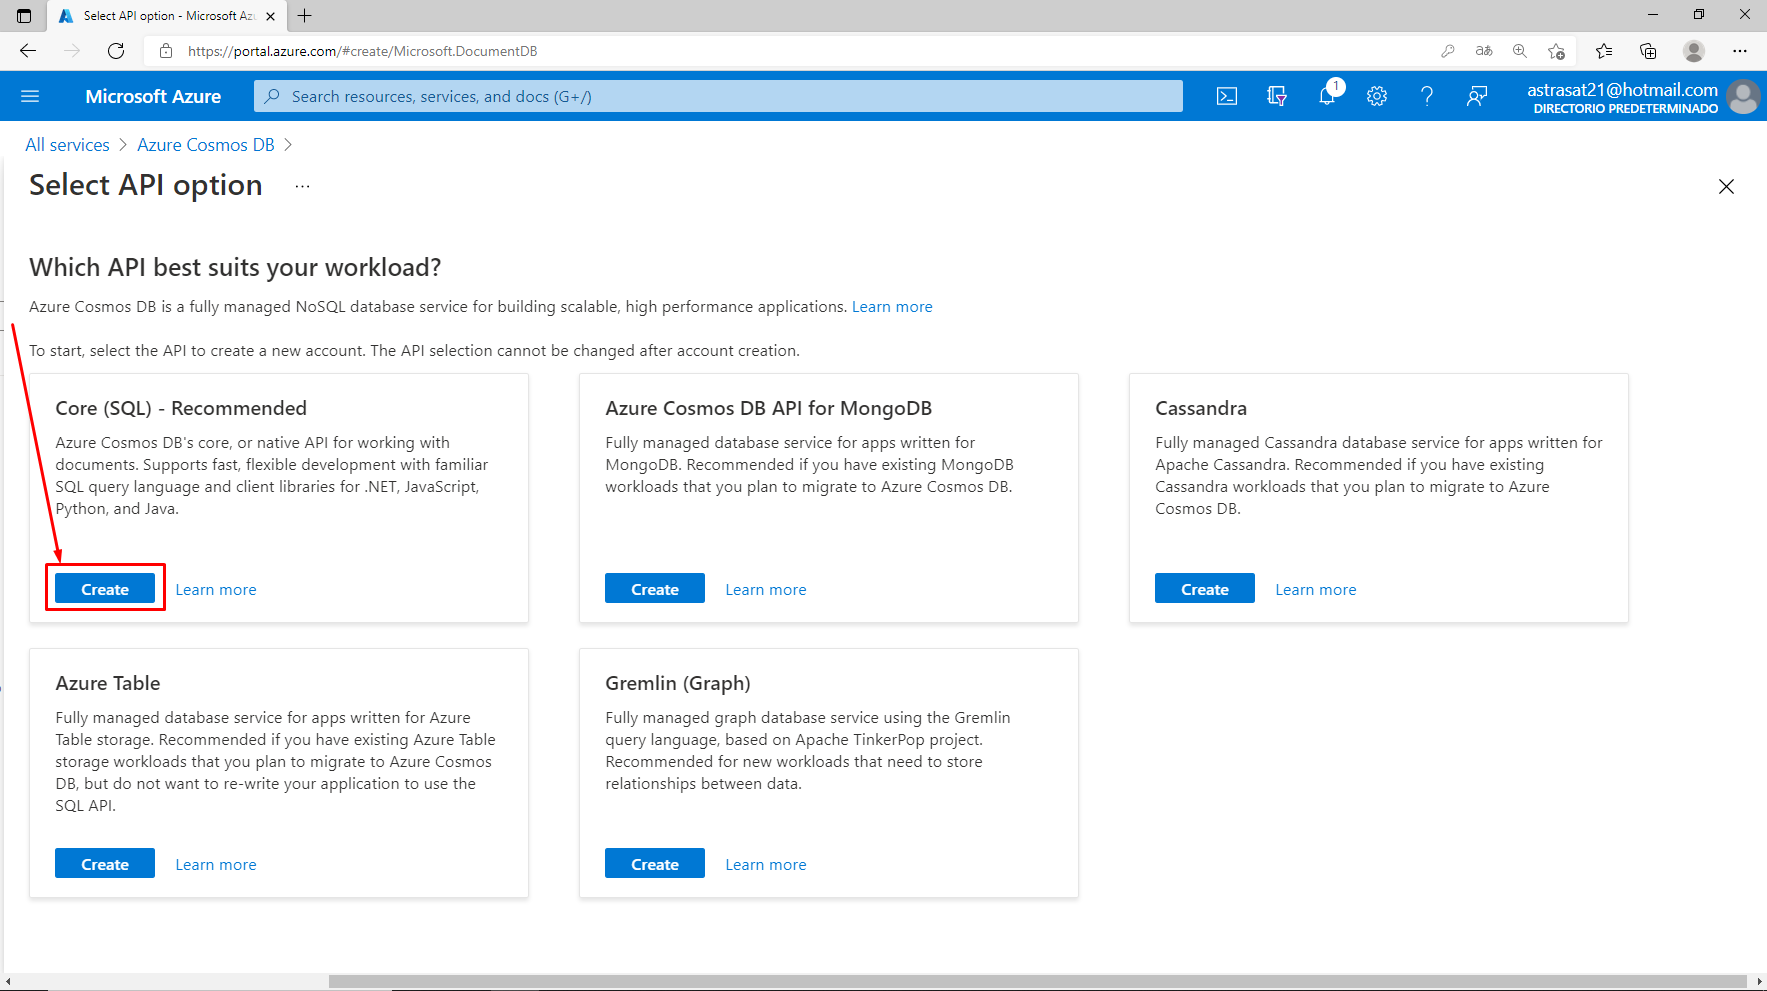 Select API option - Microsoft Azu
https://portal.azure.com/#create/Microsoft.DocumentDB
Microsoft Azure
Search resources, services, and docs (G+/)
1
astrasat21@hotmail.com
DIRECTORIO PREDETERMINADO
All services > Azure Cosmos DB >
Select API option ...
Which API best suits your workload?
Azure Cosmos DB is a fully managed NoSQL database service for building scalable, high performance applications. Learn more
To start, select the API to create a new account. The API selection cannot be changed after account creation.
Core (SQL) - Recommended
Azure Cosmos DB's core, or native API for working with
documents. Supports fast, flexible development with familiar
SQL query language and client libraries for .NET, JavaScript,
Python, and Java.
Create
Learn more
Azure Cosmos DB API for MongoDB
Fully managed database service for apps written for
MongoDB. Recommended if you have existing MongoDB
workloads that you plan to migrate to Azure Cosmos DB.
Create
Learn more
Cassandra
Fully managed Cassandra database service for apps written for
Apache Cassandra. Recommended if you have existing
Cassandra workloads that you plan to migrate to Azure
Cosmos DB.
Create
Learn more
Azure Table
Fully managed database service for apps written for Azure
Table storage. Recommended if you have existing Azure Table
storage workloads that you plan to migrate to Azure Cosmos
DB, but do not want to re-write your application to use the
SQL API.
Create
Learn more
Gremlin (Graph)
Fully managed graph database service using the Gremlin
query language, based on Apache TinkerPop project.
Recommended for new workloads that need to store
relationships between data.
Create
Learn more